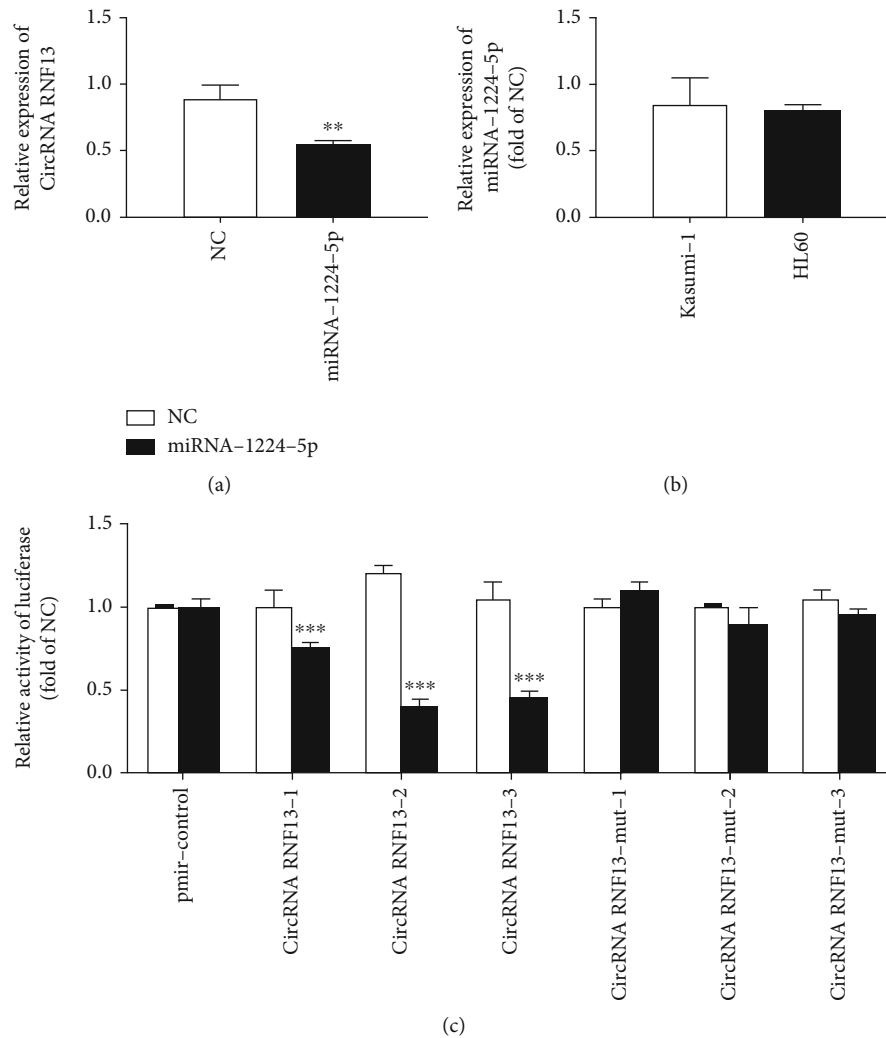 Relative expression of
CircRNA RNF13
1.5
1.0
0.5
0.0
**
NC
miRNA–1224–5p
NC
miRNA–1224–5p
(a)
Relative expression of
miRNA–1224–5p
(fold of NC)
1.5
1.0
0.5
0.0
Kasumi–1
HL60
(b)
Relative activity of luciferase
(fold of NC)
1.5
1.0
0.5
0.0
***
***
***
pmir–control
CircRNA RNF13–1
CircRNA RNF13–2
CircRNA RNF13–3
CircRNA RNF13–mut–1
CircRNA RNF13–mut–2
CircRNA RNF13–mut–3
(c)